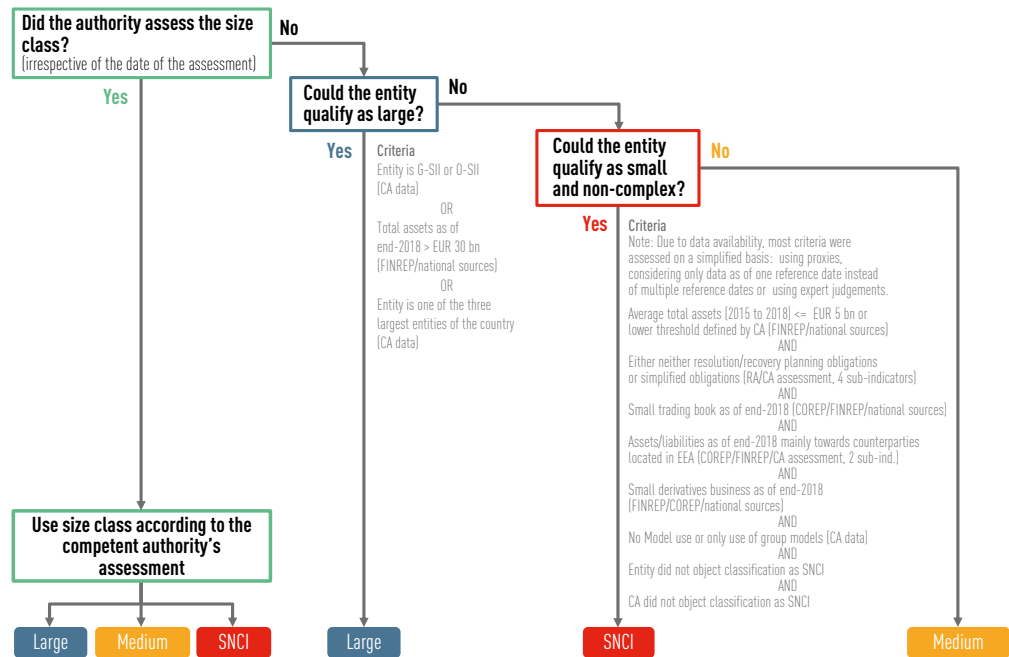 Did the authority assess the size
class?
(irrespective of the date of the assessment)
No
Yes
Could the entity
qualify as large?
No
Yes
Criteria
Entity is G-SII or O-SII
(CA data)
OR
Total assets as of
end-2018 > EUR 30 bn
(FINREP/national sources)
OR
Entity is one of the three
largest entities of the country
(CA data)
Could the entity
qualify as small
and non-complex?
No
Yes
Criteria
Note: Due to data availability, most criteria were
assessed on a simplified basis: using proxies,
considering only data as of one reference date instead
of multiple reference dates or using expert judgements.
Average total assets (2015 to 2018) <= EUR 5 bn or
lower threshold defined by CA (FINREP/national sources)
AND
Either neither resolution/recovery planning obligations
or simplified obligations (RA/CA assessment, 4 sub-indicators)
AND
Small trading book as of end-2018 (COREP/FINREP/national sources)
AND
Assets/liabilities as of end-2018 mainly towards counterparties
located in EEA (COREP/FINREP/CA assessment, 2 sub-ind.)
AND
Small derivatives business as of end-2018
(FINREP/COREP/national sources)
AND
No Model use or only use of group models (CA data)
AND
Entity did not object classification as SNCI
AND
CA did not object classification as SNCI
Use size class according to the
competent authority's
assessment
Large
Medium
SNCI
Large
SNCI
Medium